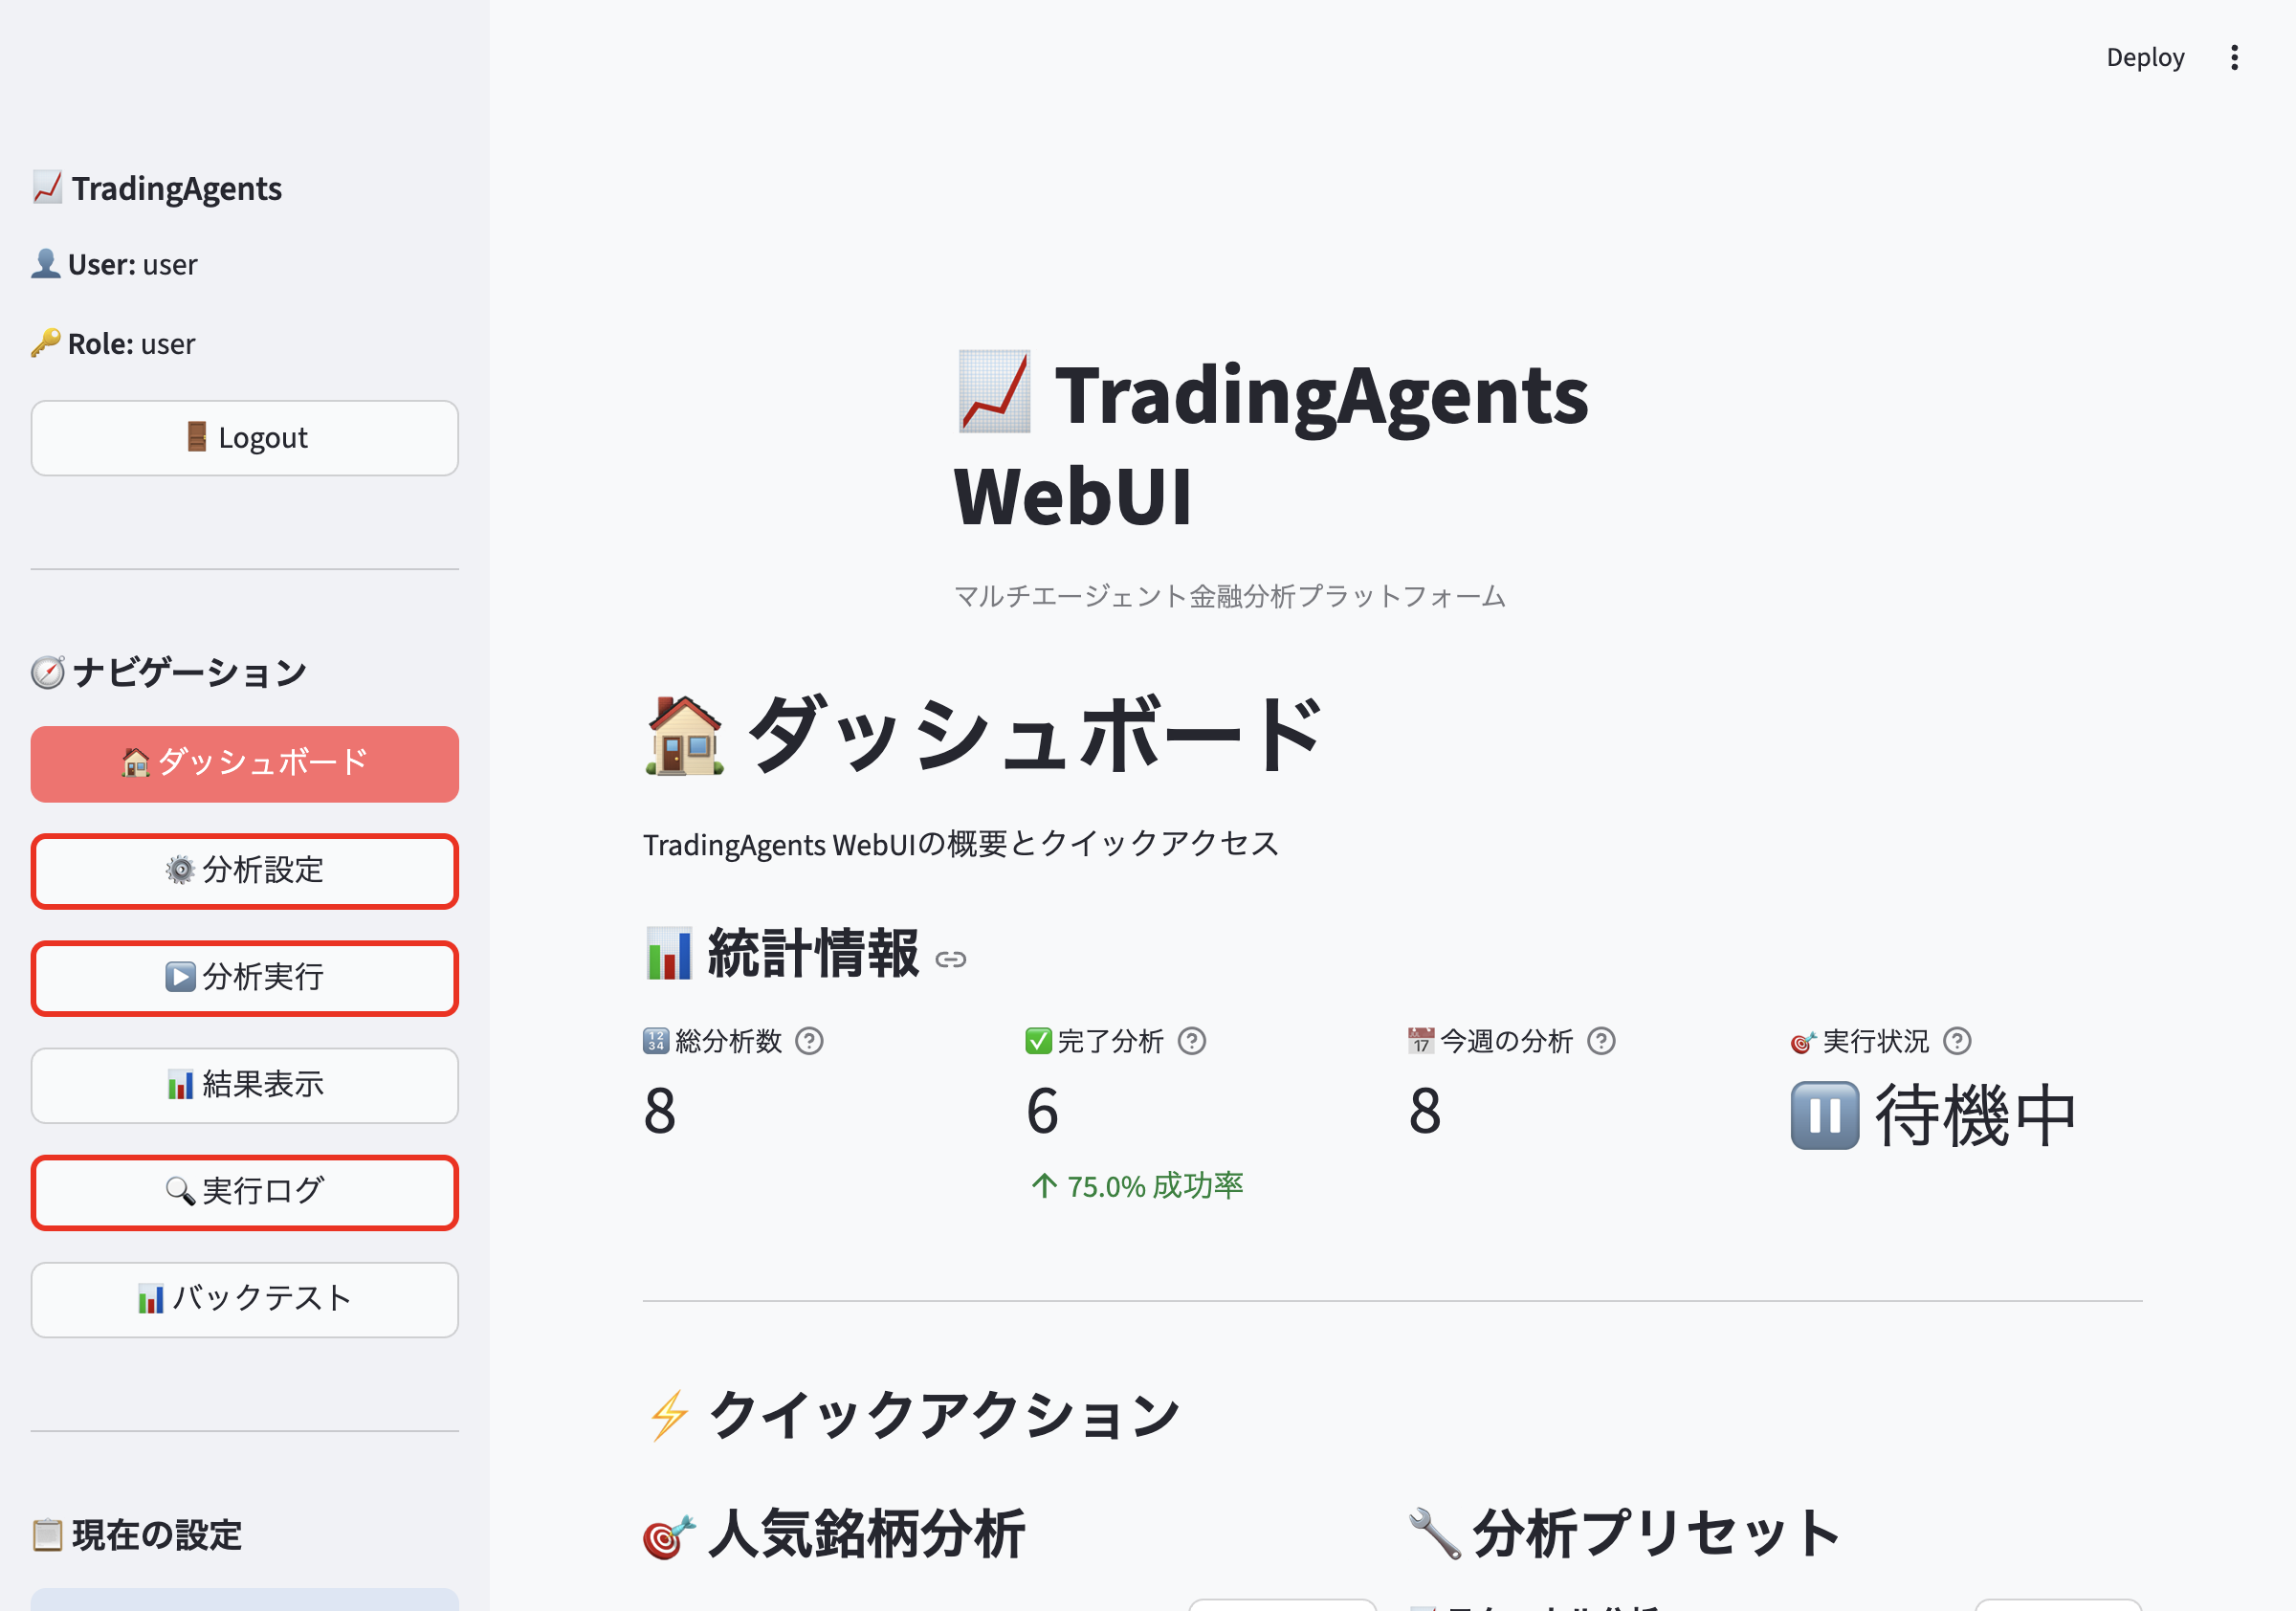 Deploy
TradingAgents
User: user
Role: user
Logout
ナビゲーション
ダッシュボード
分析設定
分析実行
結果表示
実行ログ
バックテスト
現在の設定
TradingAgents
WebUI
マルチエージェント金融分析プラットフォーム
ダッシュボード
TradingAgents WebUIの概要とクイックアクセス
統計情報
総分析数
8
完了分析
6
↑ 75.0% 成功率
今週の分析
8
実行状況
待機中
クイックアクション
人気銘柄分析
分析プリセット